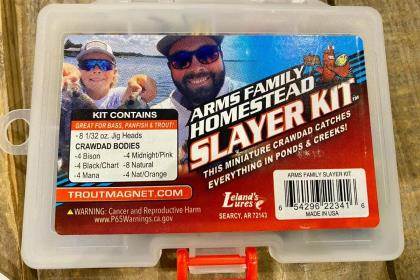 ARMS FAMILY
HOMESTEAD
SLAYER KIT™
THIS MINIATURE CRAWDAD CATCHES
EVERYTHING IN PONDS & CREEKS!
KIT CONTAINS
GREAT FOR BASS, PANFISH & TROUT!
-8 1/32 oz. Jig Heads
CRAWDAD BODIES
-4 Bison -4 Midnight/Pink
-4 Black/Chart -8 Natural
-4 Mana -4 Nat/Orange
TROUTMAGNET.COM
⚠WARNING: Cancer and Reproductive Harm
www.P65Warnings.ca.gov
Leland's
Lures
SEARCY, AR 72143
ARMS FAMILY SLAYER KIT
6 54296 22341 6
MADE IN USA